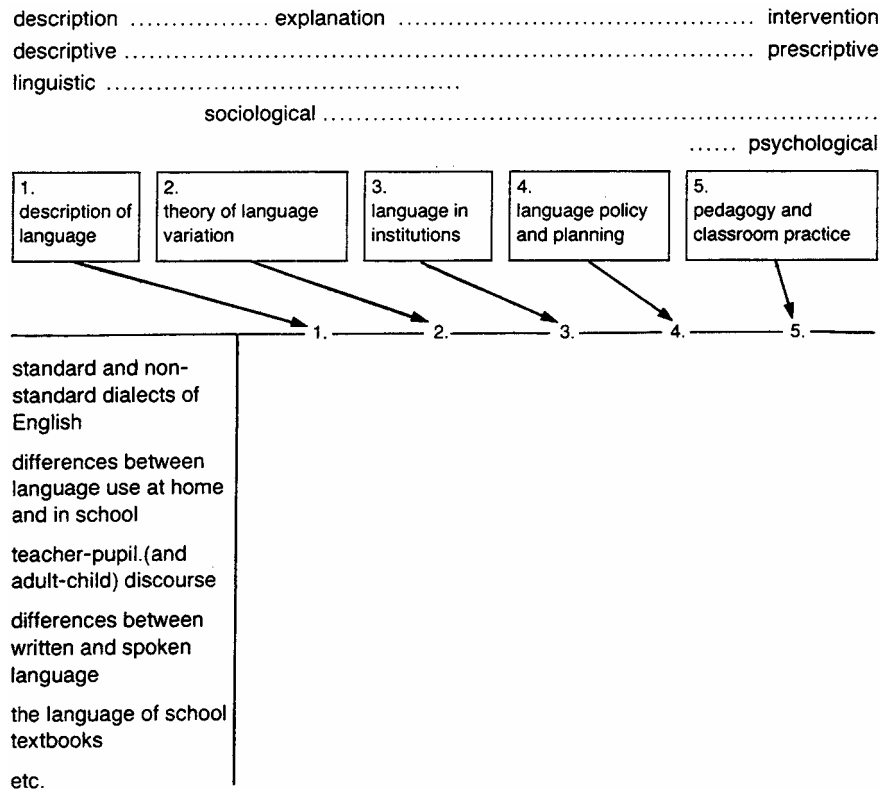 description ................ explanation ............................................... intervention
descriptive ................................................................................ prescriptive
linguistic ..........................................
sociological ..................................................................
...... psychological
1.
description of
language
2.
theory of language
variation
3.
language in
institutions
4.
language policy
and planning
5.
pedagogy and
classroom practice
1. 2. 3. 4. 5.
standard and non-
standard dialects of
English
differences between
language use at home
and in school
teacher-pupil.(and
adult-child) discourse
differences between
written and spoken
language
the language of school
textbooks
etc.